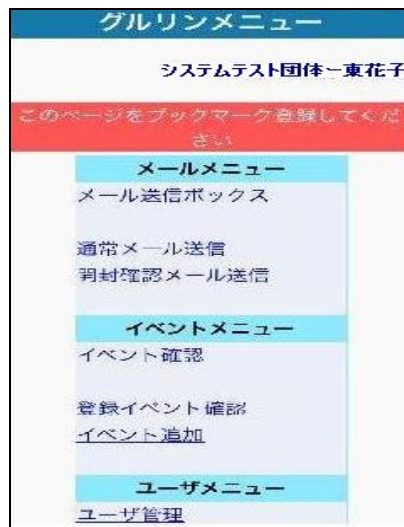 グルリンメニュー
システムテスト団体ー東花子
このページをブックマーク登録してくだ
さい
メールメニュー
メール送信ボックス
通常メール送信
開封確認メール送信
イベントメニュー
イベント確認
登録イベント確認
イベント追加
ユーザメニュー
ユーザ管理